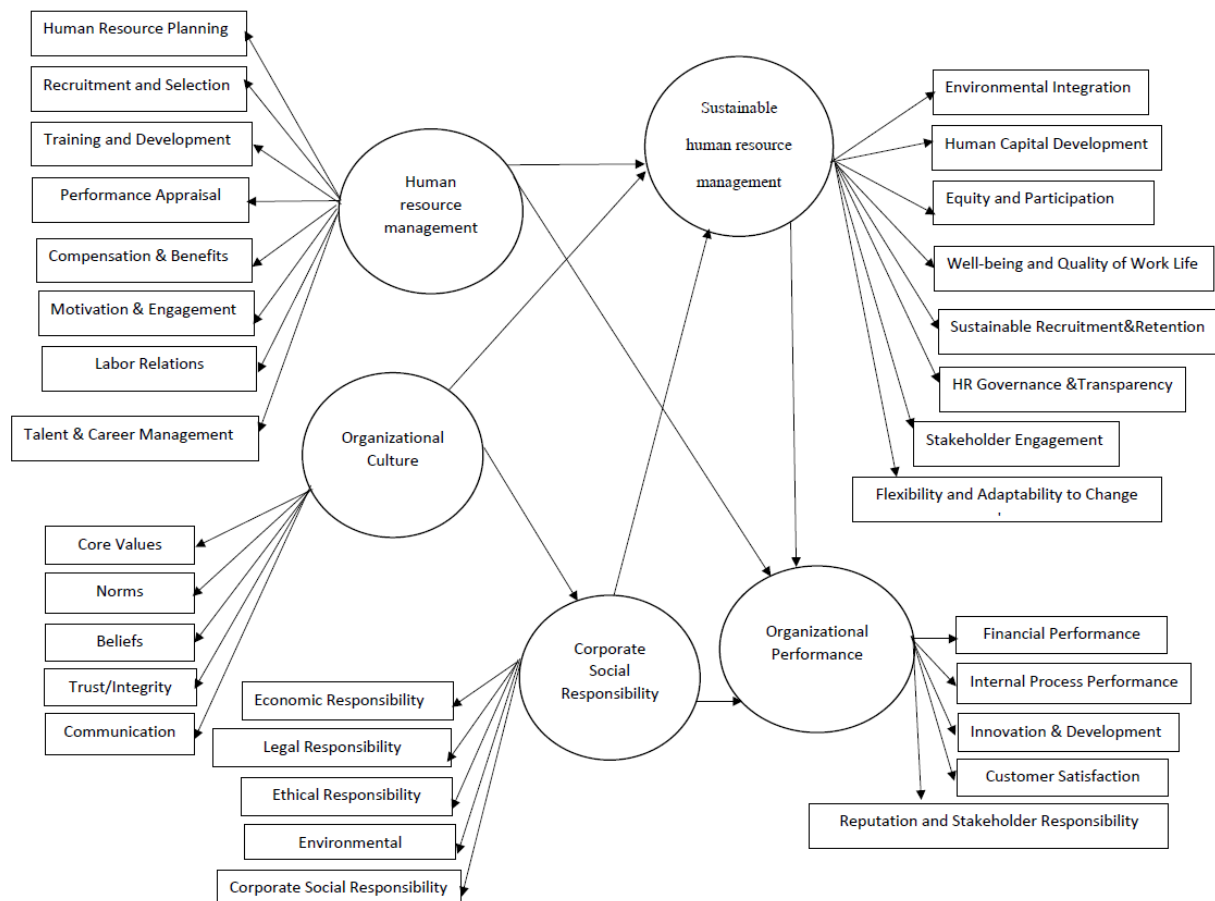 Human Resource Planning
Recruitment and Selection
Training and Development
Performance Appraisal
Compensation & Benefits
Motivation & Engagement
Labor Relations
Talent & Career Management
Human
resource
management
Sustainable
human resource
management
Environmental Integration
Human Capital Development
Equity and Participation
Well-being and Quality of Work Life
Sustainable Recruitment&Retention
HR Governance &Transparency
Stakeholder Engagement
Flexibility and Adaptability to Change
Organizational
Culture
Core Values
Norms
Beliefs
Trust/Integrity
Communication
Corporate
Social
Responsibility
Economic Responsibility
Legal Responsibility
Ethical Responsibility
Environmental
Corporate Social Responsibility
Organizational
Performance
Financial Performance
Internal Process Performance
Innovation & Development
Customer Satisfaction
Reputation and Stakeholder Responsibility